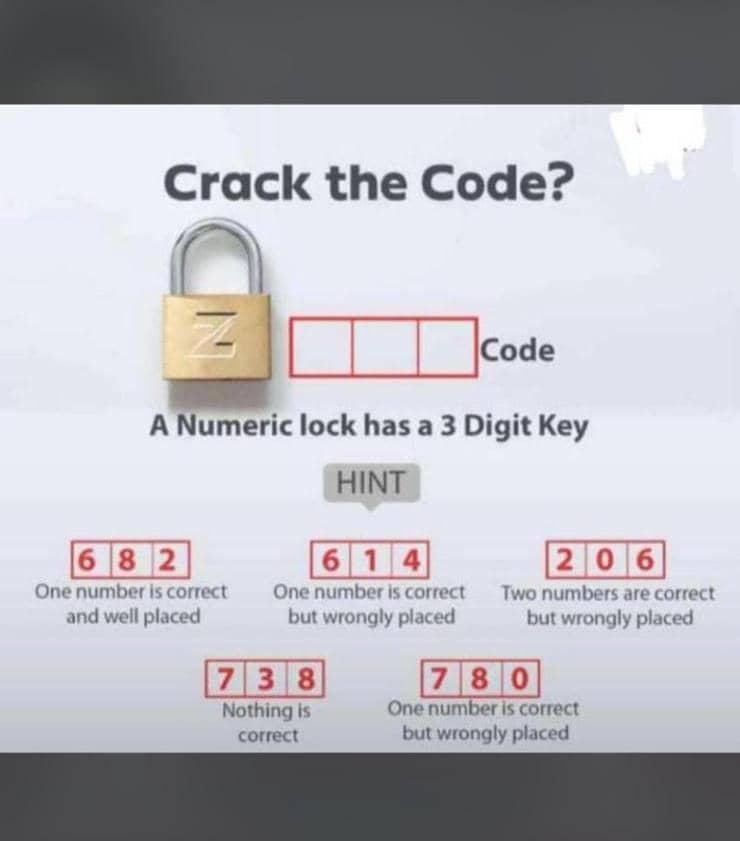 Crack the Code?
Z
Code
A Numeric lock has a 3 Digit Key
HINT
6 8 2
One number is correct
and well placed
6 1 4
One number is correct
but wrongly placed
2 0 6
Two numbers are correct
but wrongly placed
7 3 8
Nothing is
correct
7 8 0
One number is correct
but wrongly placed